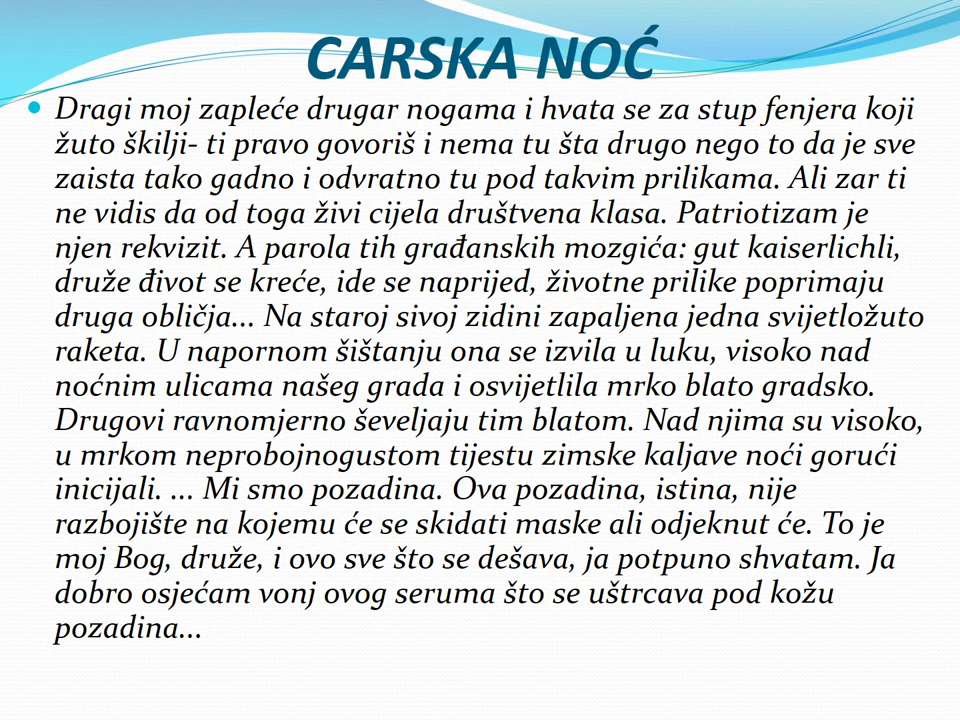 CARSKA NOĆ
Dragi moj zapleće drugar nogama i hvata se za stup fenjera koji
žuto škilji- ti pravo govoriš i nema tu šta drugo nego to da je sve
zaista tako gadno i odvratno tu pod takvim prilikama. Ali zar ti
ne vidis da od toga živi cijela društvena klasa. Patriotizam je
njen rekvizit. A parola tih građanskih mozgića: gut kaiserlichli,
druže đivot se kreće, ide se naprijed, životne prilike poprimaju
druga obličja... Na staroj sivoj zidini zapaljena jedna svijetložuto
raketa. U napornom šištanju ona se izvila u luku, visoko nad
noćnim ulicama našeg grada i osvijetlila mrko blato gradsko.
Drugovi ravnomjerno ševeljaju tim blatom. Nad njima su visoko,
u mrkom neprobojnogustom tijestu zimske kaljave noći gorući
inicijali. ... Mi smo pozadina. Ova pozadina, istina, nije
razbojište na kojemu će se skidati maske ali odjeknut će. To je
moj Bog, druže, i ovo sve što se dešava, ja potpuno shvatam. Ja
dobro osjećam vonj ovog seruma što se uštrcava pod kožu
pozadina...